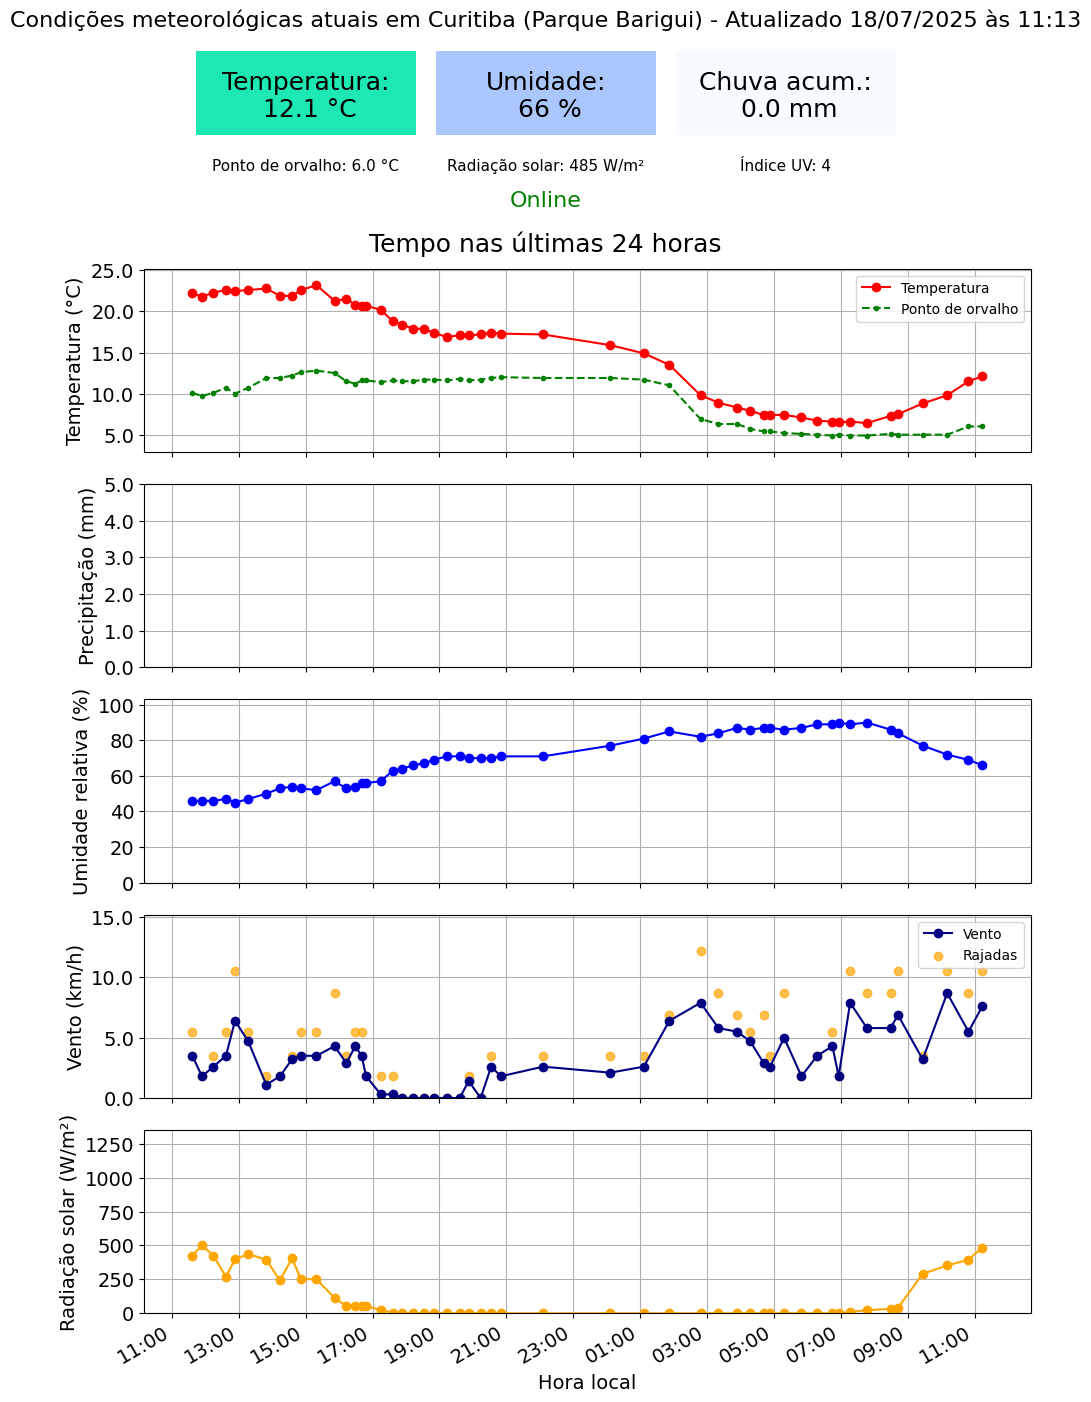 Condições meteorológicas atuais em Curitiba (Parque Barigui) - Atualizado 18/07/2025 às 11:13
Temperatura:
12.1 °C
Umidade:
66 %
Chuva acum.:
0.0 mm
Ponto de orvalho: 6.0 °C
Radiação solar: 485 W/m²
Índice UV: 4
Online
Tempo nas últimas 24 horas
Temperatura (°C)
25.0
20.0
15.0
10.0
5.0
Temperatura
Ponto de orvalho
Precipitação (mm)
5.0
4.0
3.0
2.0
1.0
0.0
Umidade relativa (%)
100
80
60
40
20
0
Vento (km/h)
15.0
10.0
5.0
0.0
Vento
Rajadas
Radiação solar (W/m²)
1250
1000
750
500
250
0
11:00 13:00 15:00 17:00 19:00 21:00 23:00 01:00 03:00 05:00 07:00 09:00 11:00
Hora local